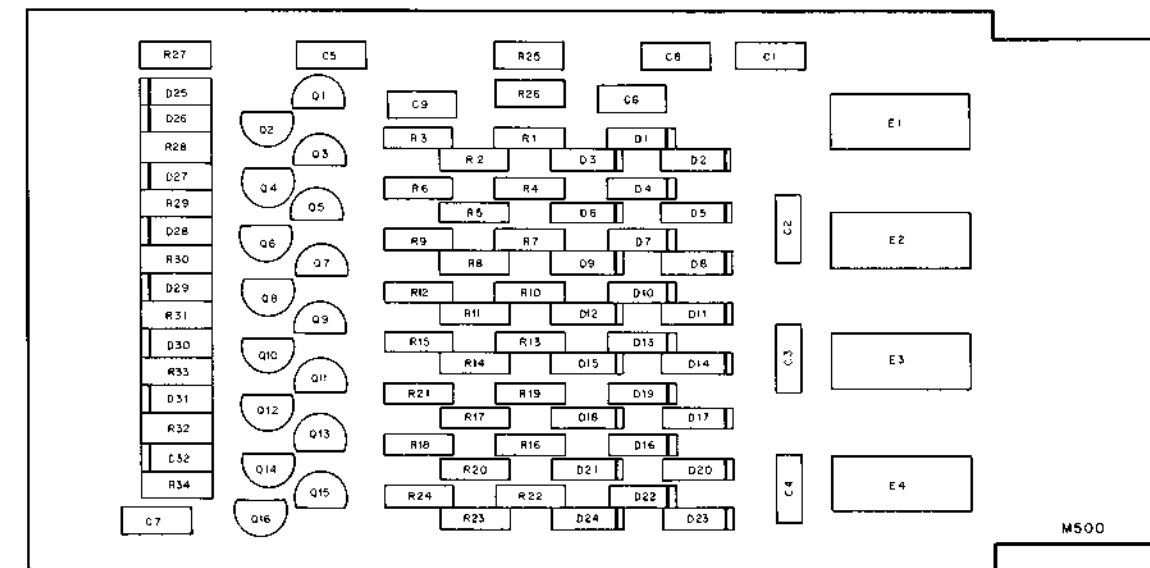 R27 C5 R25 C8 C1
D25 Q1 C9 R26 C6
D26 Q2 E1
R28 Q3 R3 R1 D1
R2 D3 D2
D27 Q4 R6 R4 D4
R29 Q5 R5 D6 D5
D28 Q6 R9 R7 D7 C2 E2
R30 Q7 R8 D9 D8
D29 Q8 R12 R10 D10
R31 Q9 R11 D12 D11
D30 Q10 R15 R13 D13
R33 Q11 R14 D15 D14 C3 E3
D31 Q12 R21 R19 D19
R17 D18 D17
R32 Q13 R18 R16 D16
D32 Q14 R20 D21 D20
R34 Q15 R24 R22 D22 C4 E4
C7 Q16 R23 D24 D23
M500